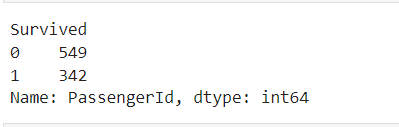 Survived
0    549
1    342
Name: PassengerId, dtype: int64